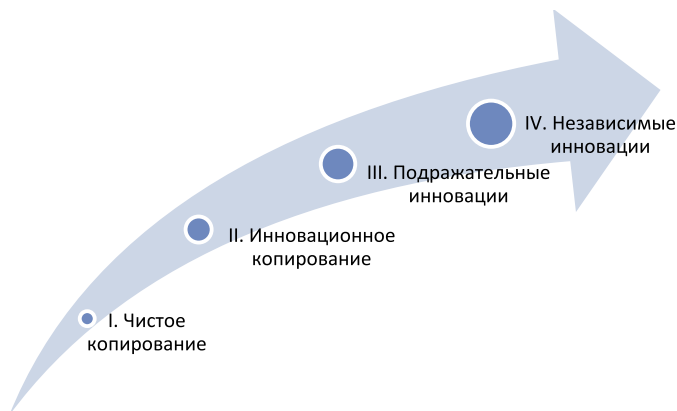 IV. Независимые
инновации
III. Подражательные
инновации
II. Инновационное
копирование
I. Чистое
копирование